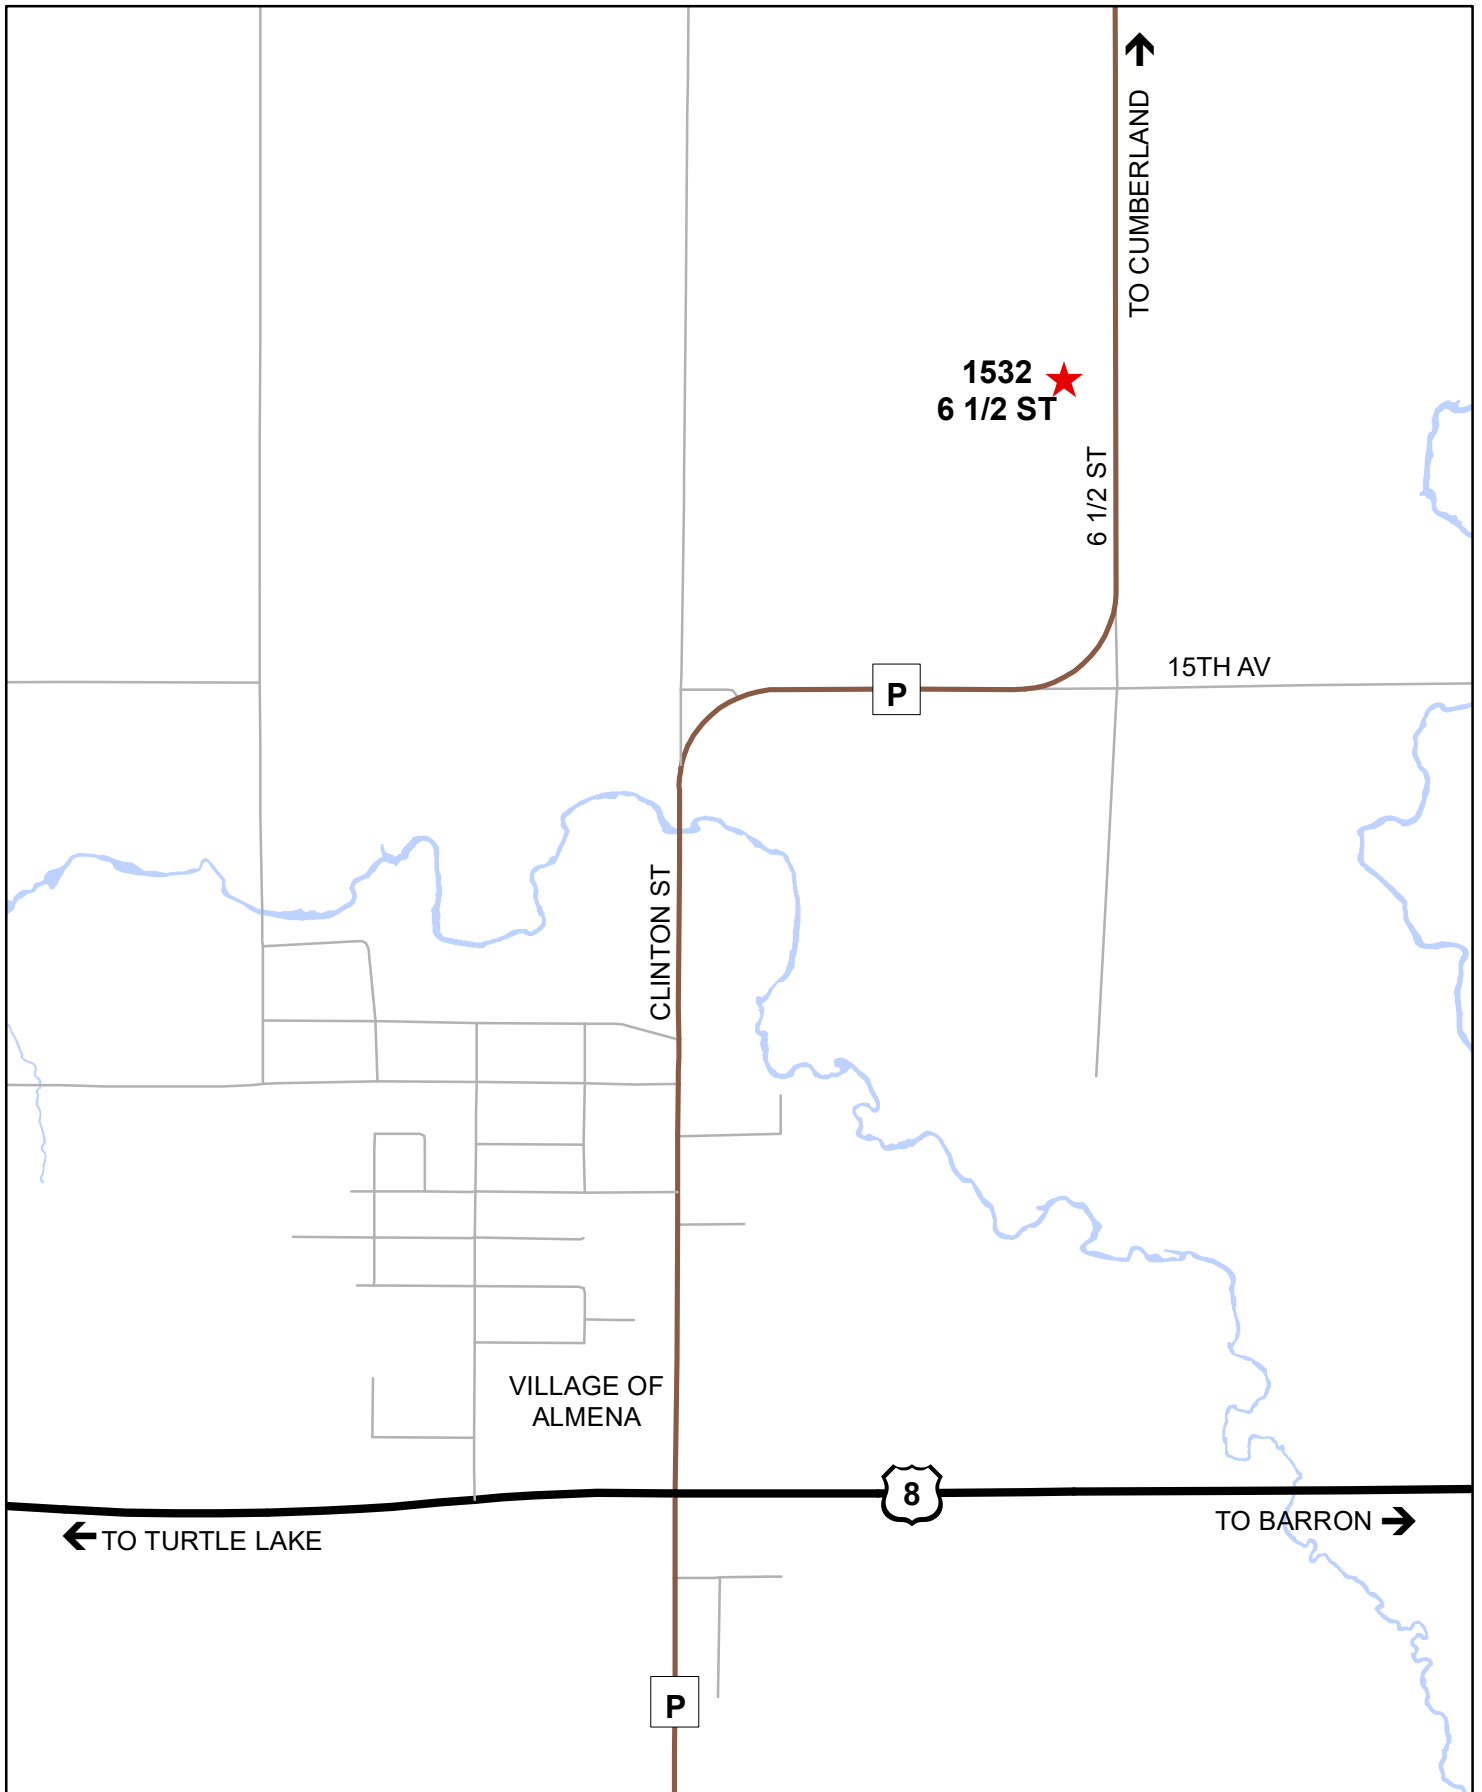 TO CUMBERLAND
1532
6 1/2 ST
6 1/2 ST
15TH AV
P
CLINTON ST
VILLAGE OF
ALMENA
8
TO TURTLE LAKE
TO BARRON
P